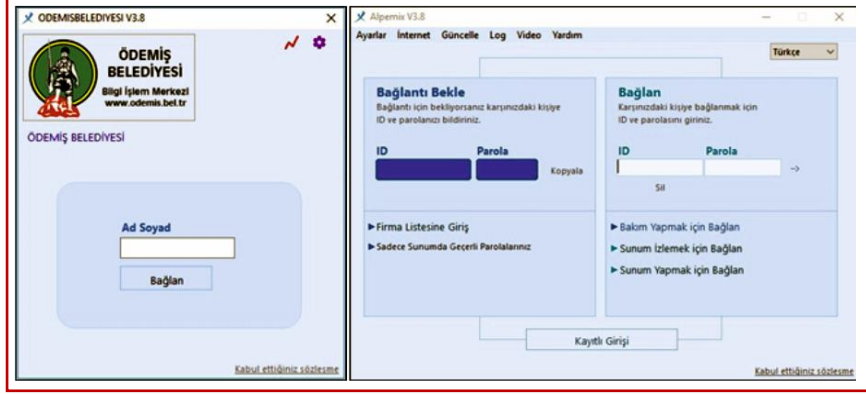 ODEMISBELEDIYESI V3.8
ÖDEMİŞ
BELEDİYESİ
Bilgi İşlem Merkezi
www.odemis.bel.tr
ÖDEMİŞ BELEDİYESİ
Ad Soyad
Bağlan
Kabul ettiğiniz sözleşme
Alpemix V3.8
Ayarlar İnternet Güncelle Log Video Yardım
Türkçe
Bağlantı Bekle
Bağlantı için bekliyorsanız karşınızdaki kişiye
ID ve parolanızı bildiriniz.
ID Parola
Kopyala
Firma Listesine Giriş
Sadece Sunumda Geçerli Parolalarınız
Bağlan
Karşınızdaki kişiye bağlanmak için
ID ve parolasını giriniz.
ID Parola
->
Sil
Bakım Yapmak için Bağlan
Sunum İzlemek için Bağlan
Sunum Yapmak için Bağlan
Kayıtlı Girişi
Kabul ettiğiniz sözleşme